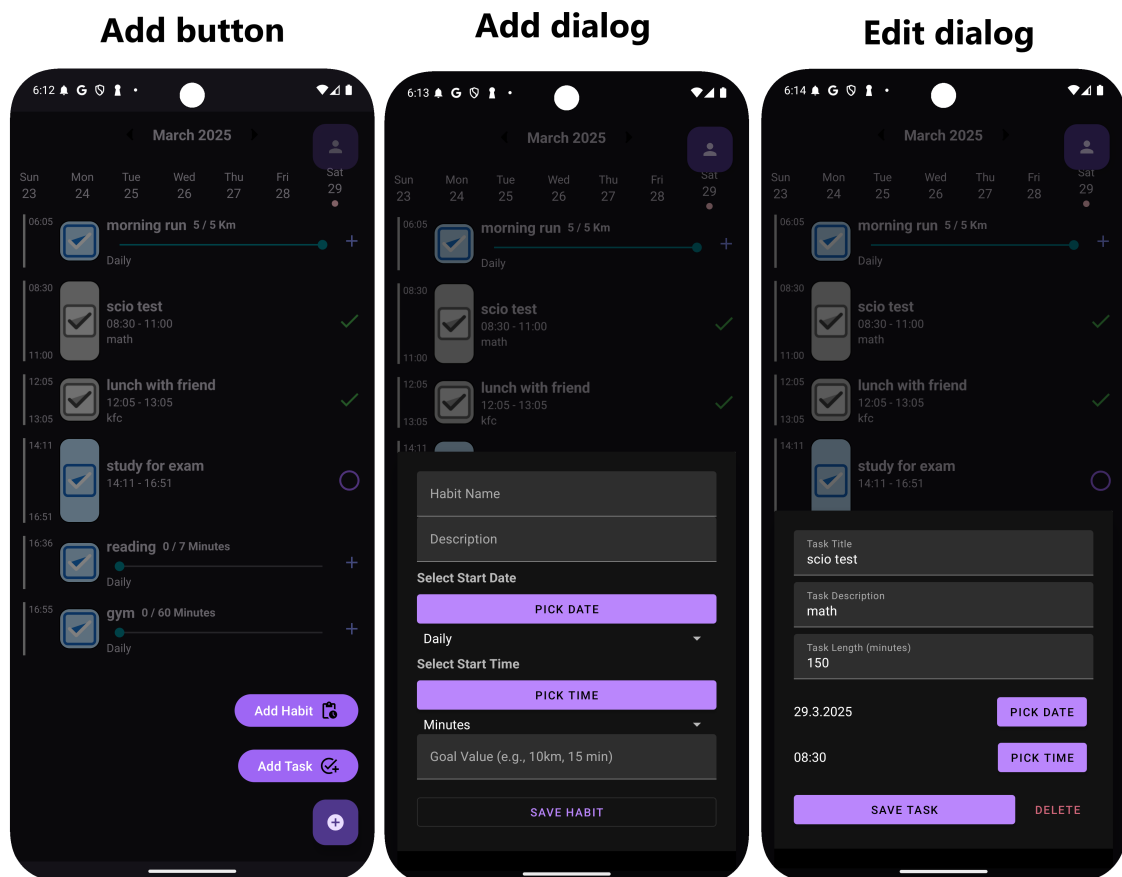 Add button
Add dialog
Edit dialog
6:12
March 2025
Sun Mon Tue Wed Thu Fri Sat
23 24 25 26 27 28 29
06:05
morning run 5 / 5 Km
Daily
08:30
scio test
08:30 - 11:00
math
11:00
12:05
lunch with friend
12:05 - 13:05
kfc
13:05
14:11
study for exam
14:11 - 16:51
16:51
16:36
reading 0 / 7 Minutes
Daily
16:55
gym 0 / 60 Minutes
Daily
Add Habit
Add Task
6:13
March 2025
Sun Mon Tue Wed Thu Fri Sat
23 24 25 26 27 28 29
06:05
morning run 5 / 5 Km
Daily
08:30
scio test
08:30 - 11:00
math
11:00
12:05
lunch with friend
12:05 - 13:05
kfc
13:05
14:11
Habit Name
Description
Select Start Date
PICK DATE
Daily
Select Start Time
PICK TIME
Minutes
Goal Value (e.g., 10km, 15 min)
SAVE HABIT
6:14
March 2025
Sun Mon Tue Wed Thu Fri Sat
23 24 25 26 27 28 29
06:05
morning run 5 / 5 Km
Daily
08:30
scio test
08:30 - 11:00
math
11:00
12:05
lunch with friend
12:05 - 13:05
kfc
13:05
14:11
study for exam
14:11 - 16:51
Task Title
scio test
Task Description
math
Task Length (minutes)
150
29.3.2025
PICK DATE
08:30
PICK TIME
SAVE TASK
DELETE